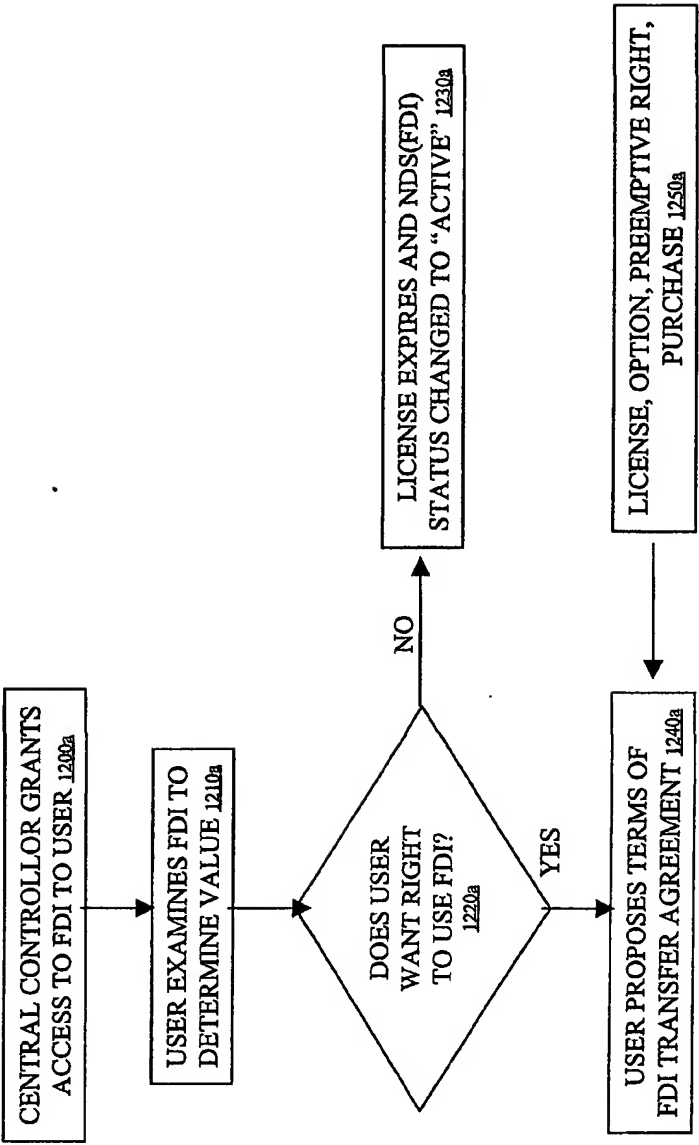 CENTRAL CONTROLLOR GRANTS
ACCESS TO FDI TO USER 1200a
USER EXAMINES FDI TO
DETERMINE VALUE 1210a
DOES USER
WANT RIGHT
TO USE FDI?
1220a
NO
LICENSE EXPIRES AND NDS(FDI)
STATUS CHANGED TO “ACTIVE” 1230a
YES
USER PROPOSES TERMS OF
FDI TRANSFER AGREEMENT 1240a
LICENSE, OPTION, PREEMPTIVE RIGHT,
PURCHASE 1250a